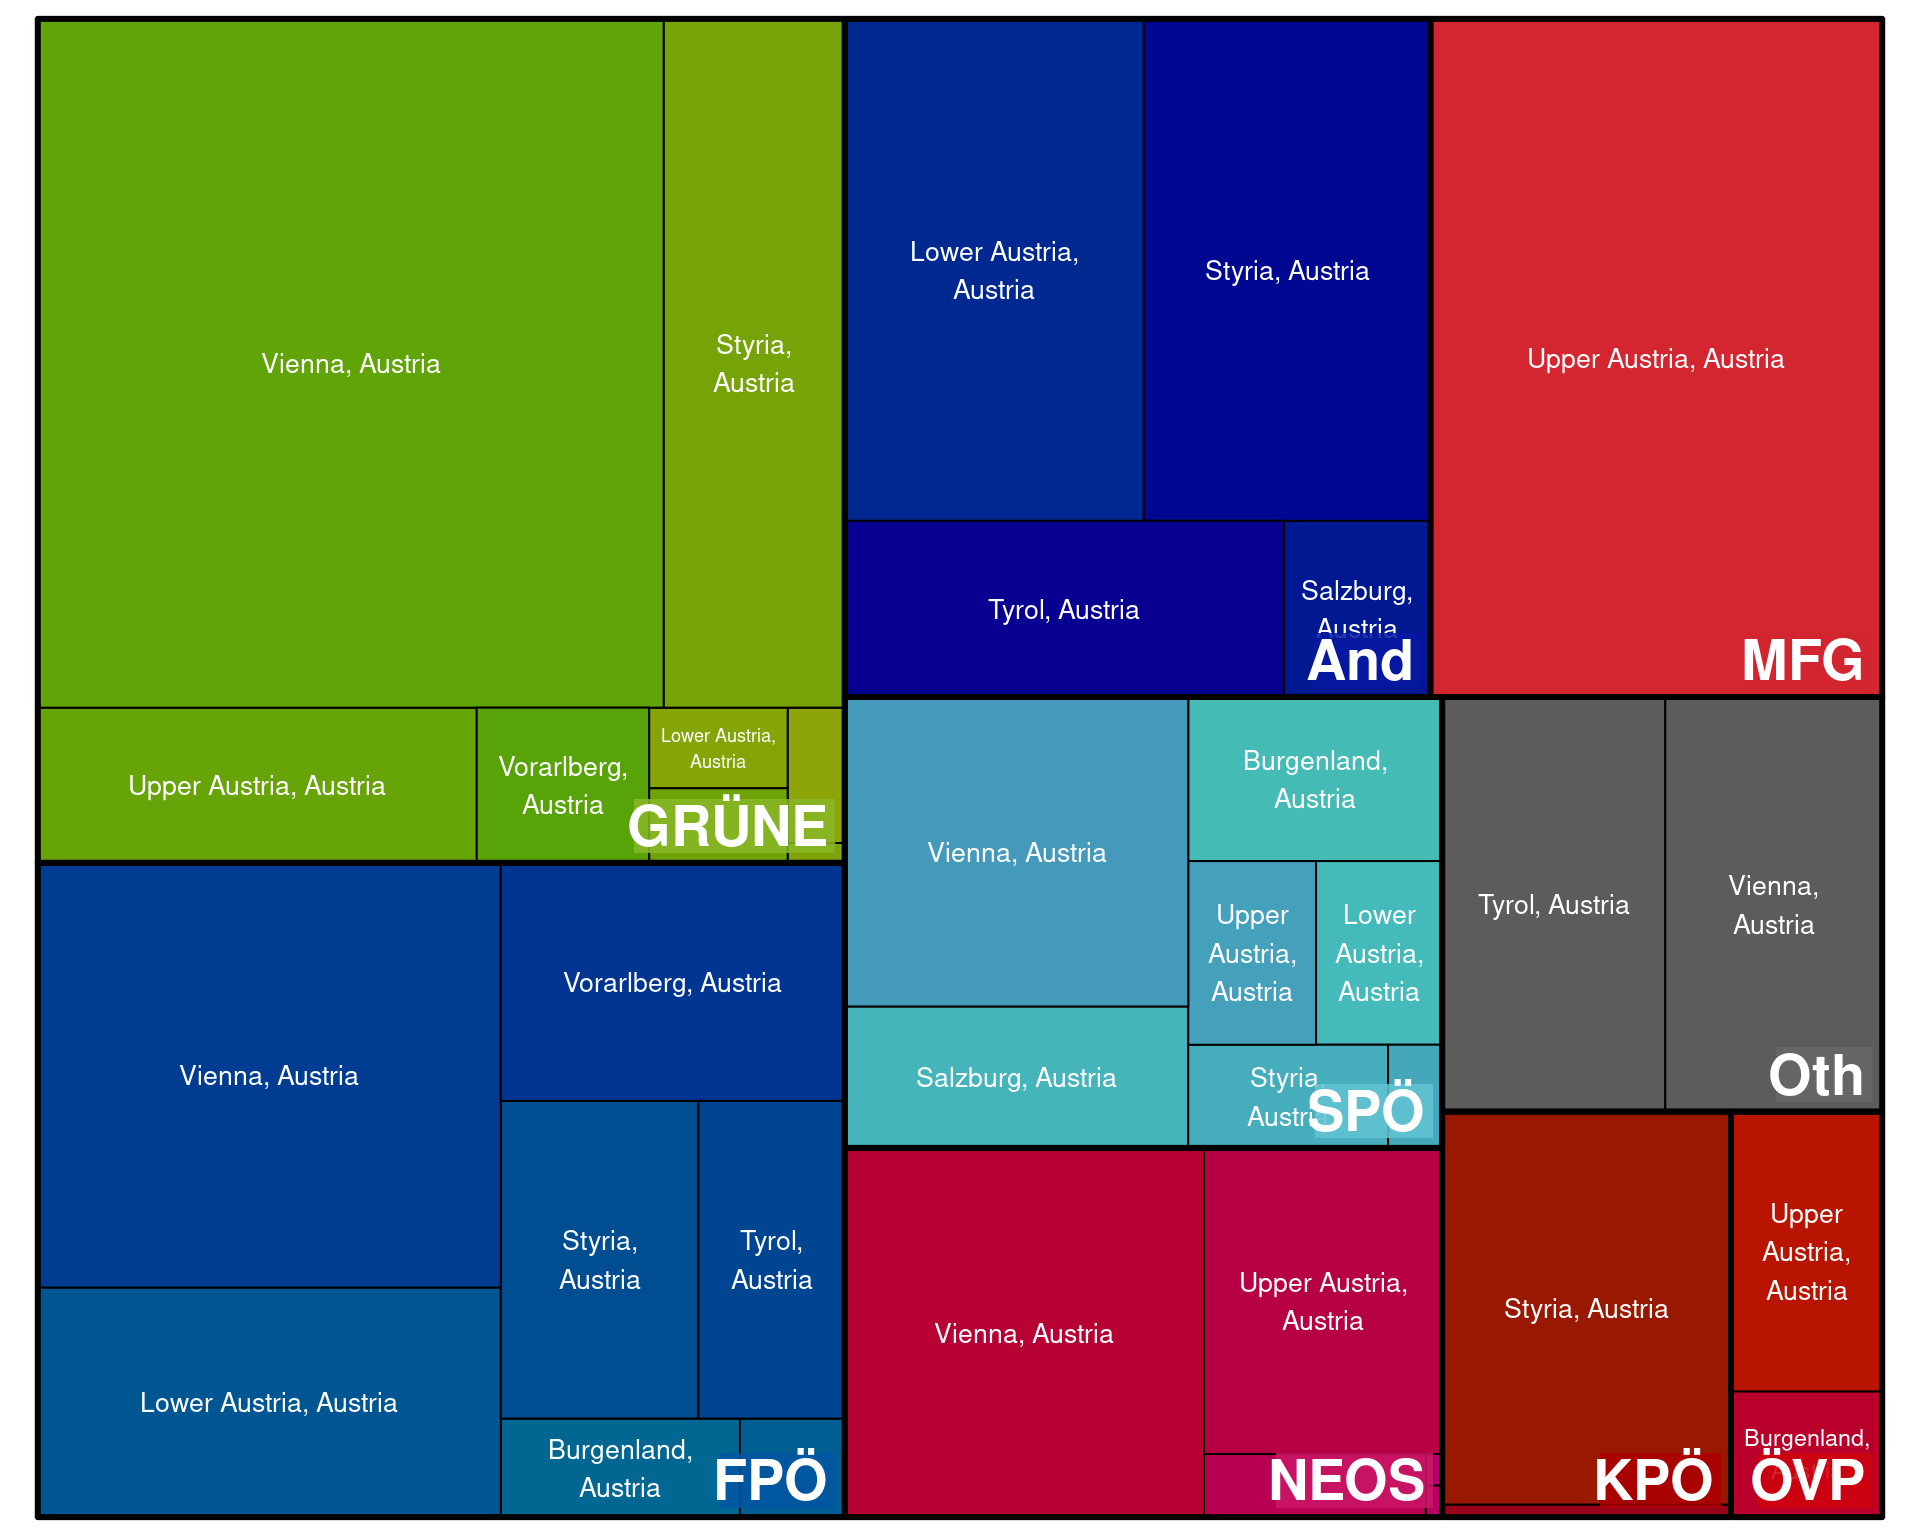 Vienna, Austria
Styria,
Austria
Upper Austria, Austria
Vorarlberg,
Austria
Lower Austria,
Austria
GRÜNE
Lower Austria,
Austria
Styria, Austria
Tyrol, Austria
Salzburg,
Austria
And
Upper Austria, Austria
MFG
Vienna, Austria
Vorarlberg, Austria
Styria,
Austria
Tyrol,
Austria
Lower Austria, Austria
Burgenland,
Austria
FPÖ
Vienna, Austria
Burgenland,
Austria
Upper
Austria,
Austria
Lower
Austria,
Austria
Salzburg, Austria
Styria,
Austria
SPÖ
Tyrol, Austria
Vienna,
Austria
Oth
Vienna, Austria
Upper Austria,
Austria
NEOS
Styria, Austria
KPÖ
Upper
Austria,
Austria
Burgenland,
ÖVP